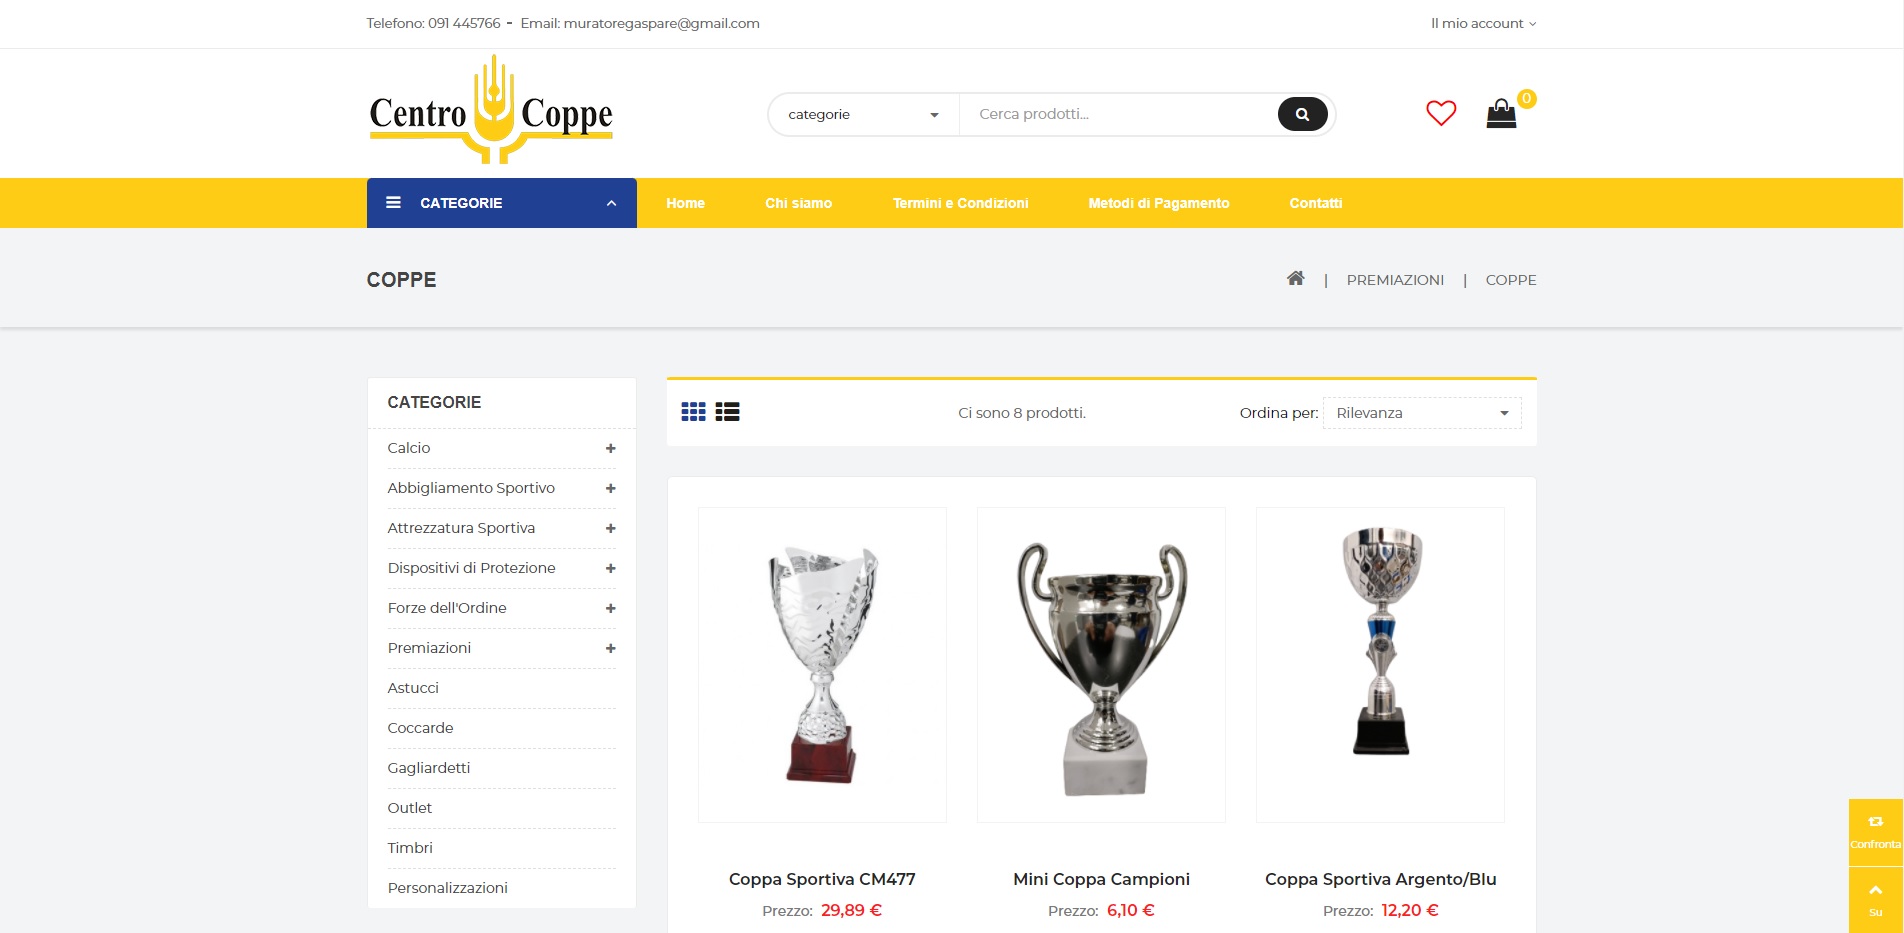 Telefono: 091 445766 - Email: muratoregaspare@gmail.com
Il mio account
Centro Coppe
categorie
Cerca prodotti...
0
CATEGORIE
Home
Chi siamo
Termini e Condizioni
Metodi di Pagamento
Contatti
COPPE
| PREMIAZIONI | COPPE
CATEGORIE
Calcio
Abbigliamento Sportivo
Attrezzatura Sportiva
Dispositivi di Protezione
Forze dell'Ordine
Premiazioni
Astucci
Coccarde
Gagliardetti
Outlet
Timbri
Personalizzazioni
Ci sono 8 prodotti.
Ordina per: Rilevanza
Coppa Sportiva CM477
Prezzo: 29,89 €
Mini Coppa Campioni
Prezzo: 6,10 €
Coppa Sportiva Argento/Blu
Prezzo: 12,20 €
Confronta
Su